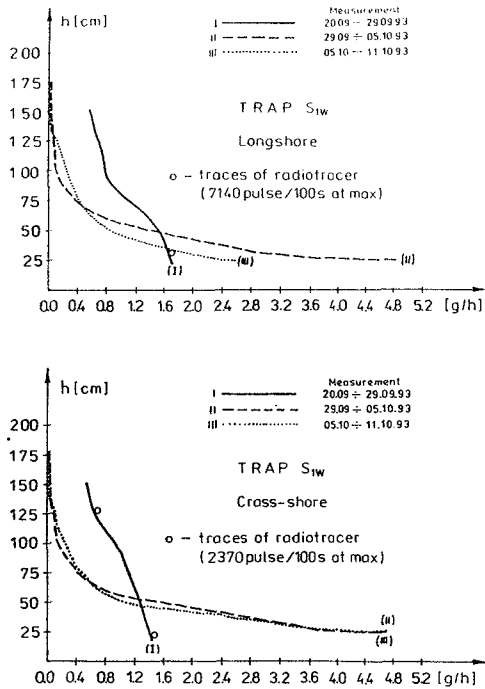 h [cm]
Measurement
I 20.09 – 29.09.93
II 29.09 ÷ 05.10.93
III 05.10 – 11.10.93
200
175
150
125
100
75
50
25
TRAP S1W
Longshore
o – traces of radiotracer
(7140 pulse/100s at max)
(I)
(III)
(II)
0.0 0.4 0.8 1.2 1.6 2.0 2.4 2.8 3.2 3.6 4.0 4.4 4.8 5.2 [g/h]
h [cm]
Measurement
I 20.09 ÷ 29.09.93
II 29.09 ÷ 05.10.93
III 05.10 ÷ 11.10.93
200
175
150
125
100
75
50
25
TRAP S1W
Cross-shore
o – traces of radiotracer
(2370 pulse/100s at max)
(I)
(II)
(III)
0.0 0.4 0.8 1.2 1.6 2.0 2.4 2.8 3.2 3.6 4.0 4.4 4.8 5.2 [g/h]